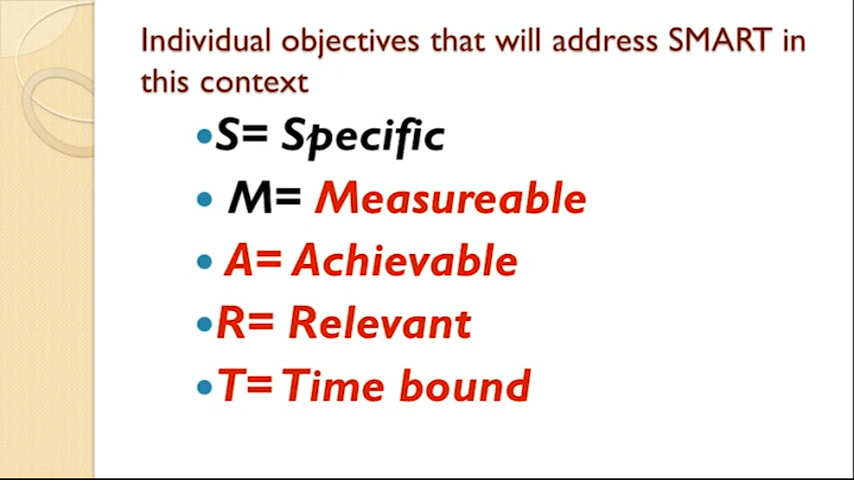 Individual objectives that will address SMART in
this context
•S= Specific
• M= Measureable
• A= Achievable
•R= Relevant
•T= Time bound